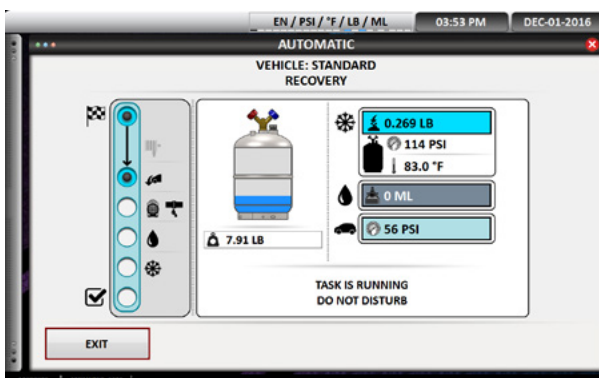 EN / PSI / °F / LB / ML
03:53 PM
DEC-01-2016
AUTOMATIC
VEHICLE: STANDARD
RECOVERY
0.269 LB
114 PSI
83.0 °F
0 ML
7.91 LB
56 PSI
TASK IS RUNNING
DO NOT DISTURB
EXIT